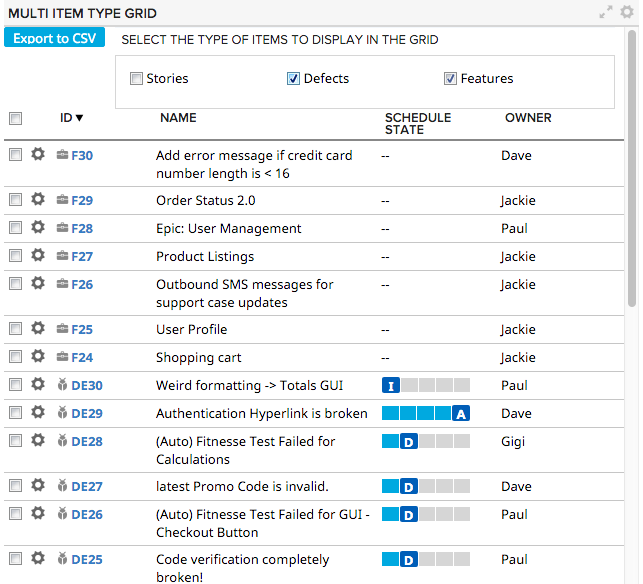 MULTI ITEM TYPE GRID
Export to CSV SELECT THE TYPE OF ITEMS TO DISPLAY IN THE GRID
Stories Defects Features
ID▼ NAME SCHEDULE STATE OWNER
F30 Add error message if credit card -- Dave
number length is < 16
F29 Order Status 2.0 -- Jackie
F28 Epic: User Management -- Paul
F27 Product Listings -- Jackie
F26 Outbound SMS messages for -- Jackie
support case updates
F25 User Profile -- Jackie
F24 Shopping cart -- Jackie
DE30 Weird formatting -> Totals GUI I Paul
DE29 Authentication Hyperlink is broken A Dave
DE28 (Auto) Fitnesse Test Failed for D Gigi
Calculations
DE27 latest Promo Code is invalid. D Dave
DE26 (Auto) Fitnesse Test Failed for GUI - D Paul
Checkout Button
DE25 Code verification completely D Paul
broken!